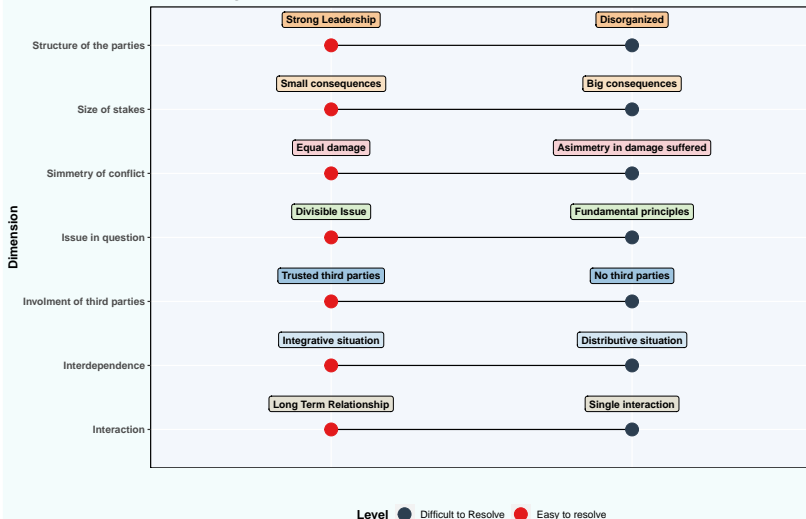 Strong Leadership
Disorganized
Structure of the parties
Small consequences
Big consequences
Size of stakes
Equal damage
Asimmetry in damage suffered
Simmetry of conflict
Divisible Issue
Fundamental principles
Issue in question
Trusted third parties
No third parties
Involment of third parties
Integrative situation
Distributive situation
Interdependence
Long Term Relationship
Single interaction
Interaction
Dimension
Level Difficult to Resolve Easy to resolve